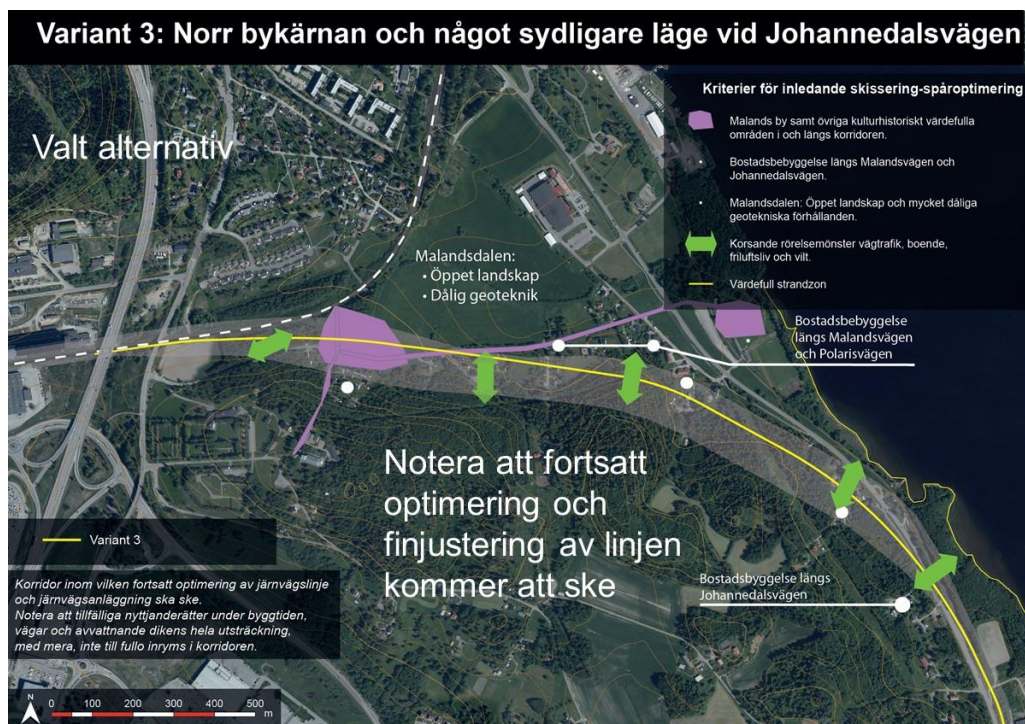 Variant 3: Norr bykärnan och något sydligare läge vid Johannedalsvägen
Valt alternativ
Kriterier för inledande skissering-spåroptimering
Malands by samt övriga kulturhistoriskt värdefulla
områden i och längs korridoren.
Bostadsbebyggelse längs Malandsvägen och
Johannedalsvägen.
Malandsdalen: Öppet landskap och mycket dåliga
geotekniska förhållanden.
Korsande rörelsemönster vägtrafik, boende,
friluftsliv och vilt.
Värdefull strandzon
Malandsdalen:
• Öppet landskap
• Dålig geoteknik
Bostadsbebyggelse
längs Malandsvägen
och Polarisvägen
Notera att fortsatt
optimering och
finjustering av linjen
kommer att ske
Variant 3
Korridor inom vilken fortsatt optimering av järnvägslinje
och järnvägsanläggning ska ske.
Notera att tillfälliga nyttjanderätter under byggtiden,
vägar och avvattnande dikens hela utsträckning,
med mera, inte till fullo inryms i korridoren.
Bostadsbyggelse längs
Johannedalsvägen
N
0 100 200 300 400 500
m